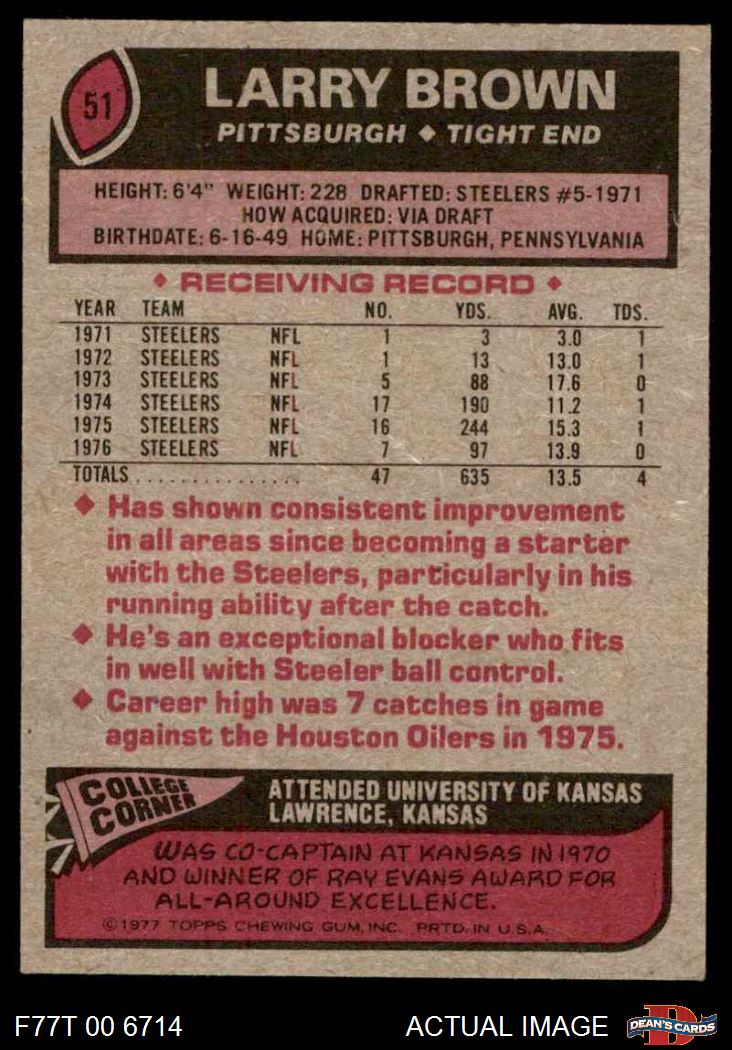 51
LARRY BROWN
PITTSBURGH ◆ TIGHT END
HEIGHT: 6'4" WEIGHT: 228 DRAFTED: STEELERS #5-1971
HOW ACQUIRED: VIA DRAFT
BIRTHDATE: 6-16-49 HOME: PITTSBURGH, PENNSYLVANIA
◆ RECEIVING RECORD ◆
YEAR TEAM NO. YDS. AVG. TDS.
1971 STEELERS NFL 1 3 3.0 1
1972 STEELERS NFL 1 13 13.0 1
1973 STEELERS NFL 5 88 17.6 0
1974 STEELERS NFL 17 190 11.2 1
1975 STEELERS NFL 16 244 15.3 1
1976 STEELERS NFL 7 97 13.9 0
TOTALS................ 47 635 13.5 4
◆ Has shown consistent improvement
in all areas since becoming a starter
with the Steelers, particularly in his
running ability after the catch.
◆ He's an exceptional blocker who fits
in well with Steeler ball control.
◆ Career high was 7 catches in game
against the Houston Oilers in 1975.
COLLEGE
CORNER
ATTENDED UNIVERSITY OF KANSAS
LAWRENCE, KANSAS
WAS CO-CAPTAIN AT KANSAS IN 1970
AND WINNER OF RAY EVANS AWARD FOR
ALL-AROUND EXCELLENCE.
©1977 TOPPS CHEWING GUM, INC. PRTD. IN U.S.A.
F77T 00 6714 ACTUAL IMAGE
D
DEAN'S CARDS